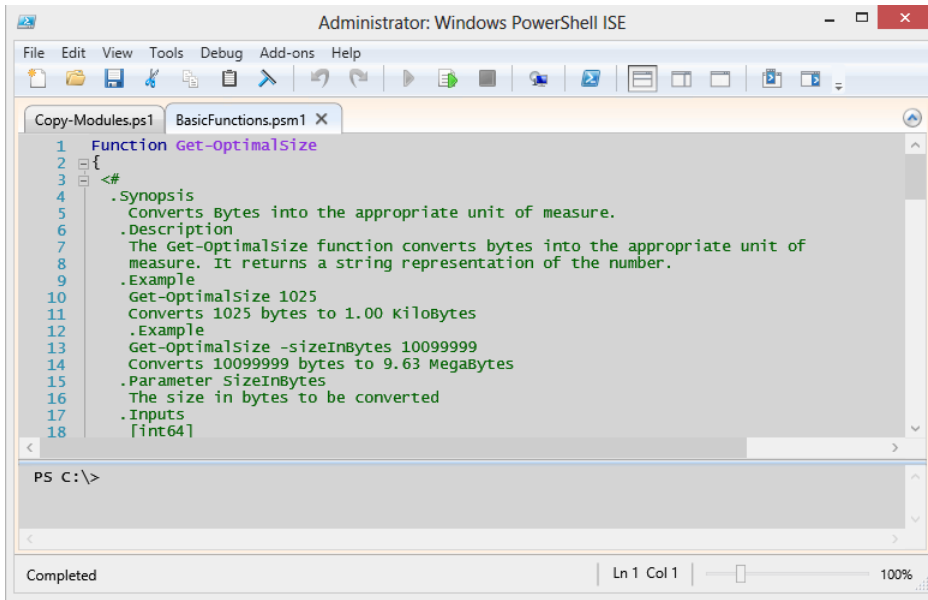 Administrator: Windows PowerShell ISE
File Edit View Tools Debug Add-ons Help
Copy-Modules.ps1 BasicFunctions.psm1 X
1 Function Get-OptimalSize
2 {
3 <#
4 .Synopsis
5 Converts Bytes into the appropriate unit of measure.
6 .Description
7 The Get-OptimalSize function converts bytes into the appropriate unit of
8 measure. It returns a string representation of the number.
9 .Example
10 Get-OptimalSize 1025
11 Converts 1025 bytes to 1.00 KiloBytes
12 .Example
13 Get-OptimalSize -sizeInBytes 10099999
14 Converts 10099999 bytes to 9.63 MegaBytes
15 .Parameter SizeInBytes
16 The size in bytes to be converted
17 .Inputs
18 [int64]
PS C:\>
Completed Ln 1 Col 1 100%